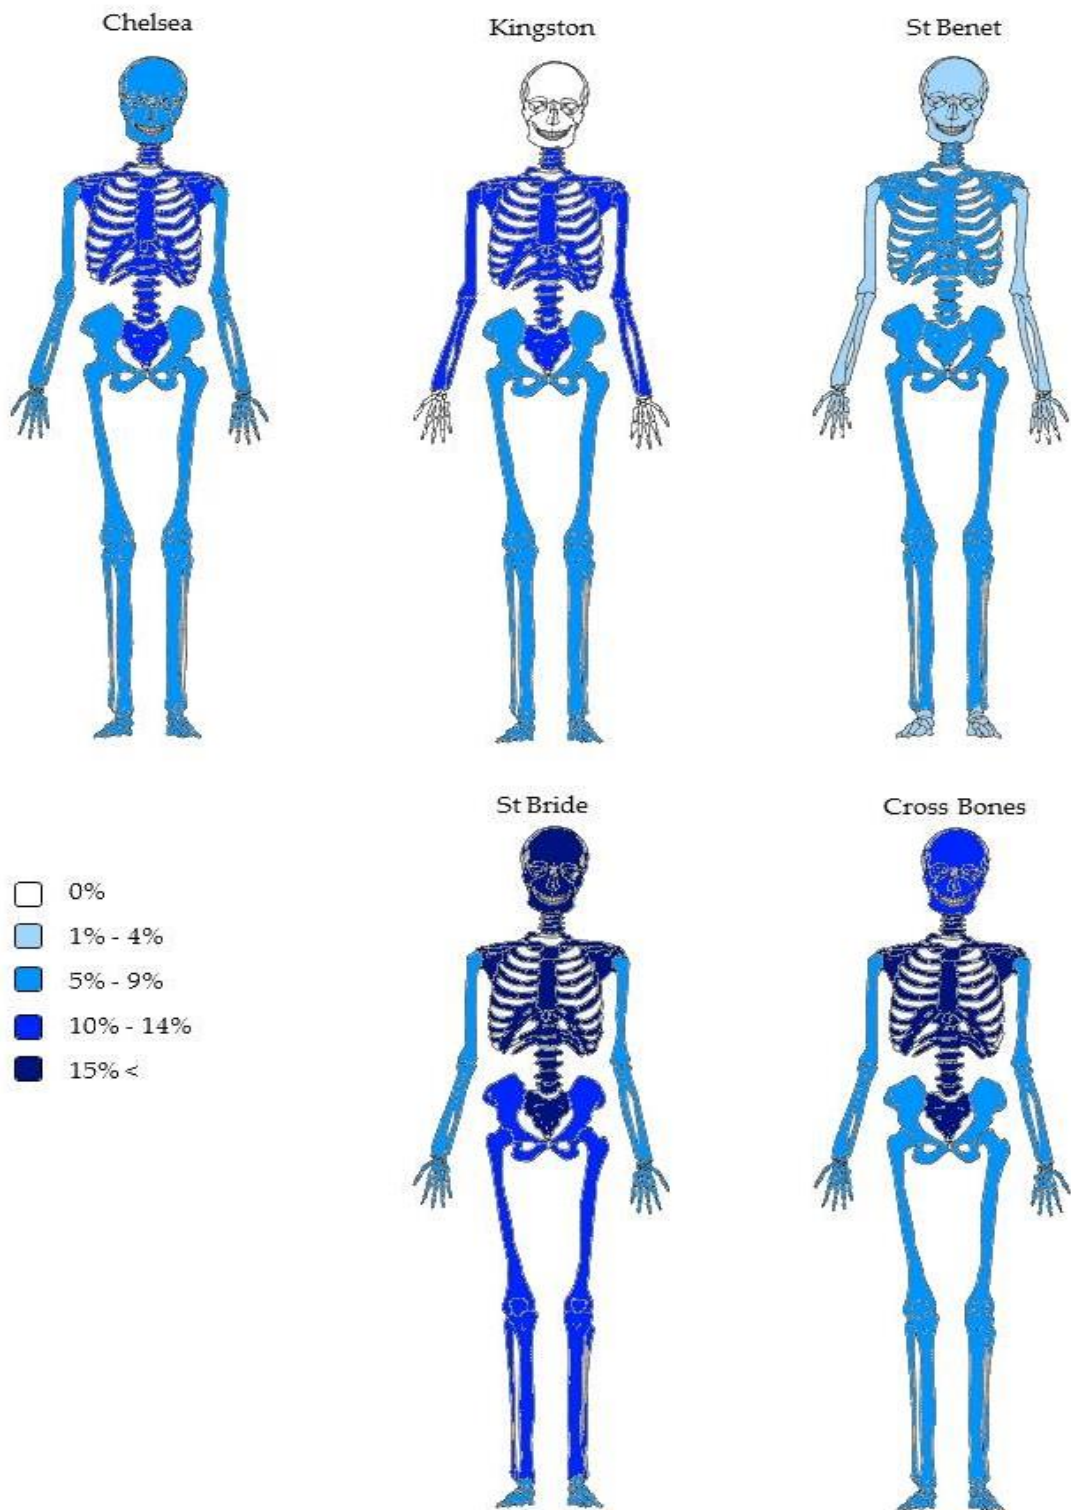 Chelsea
Kingston
St Benet
St Bride
Cross Bones
0%
1% - 4%
5% - 9%
10% - 14%
15% <